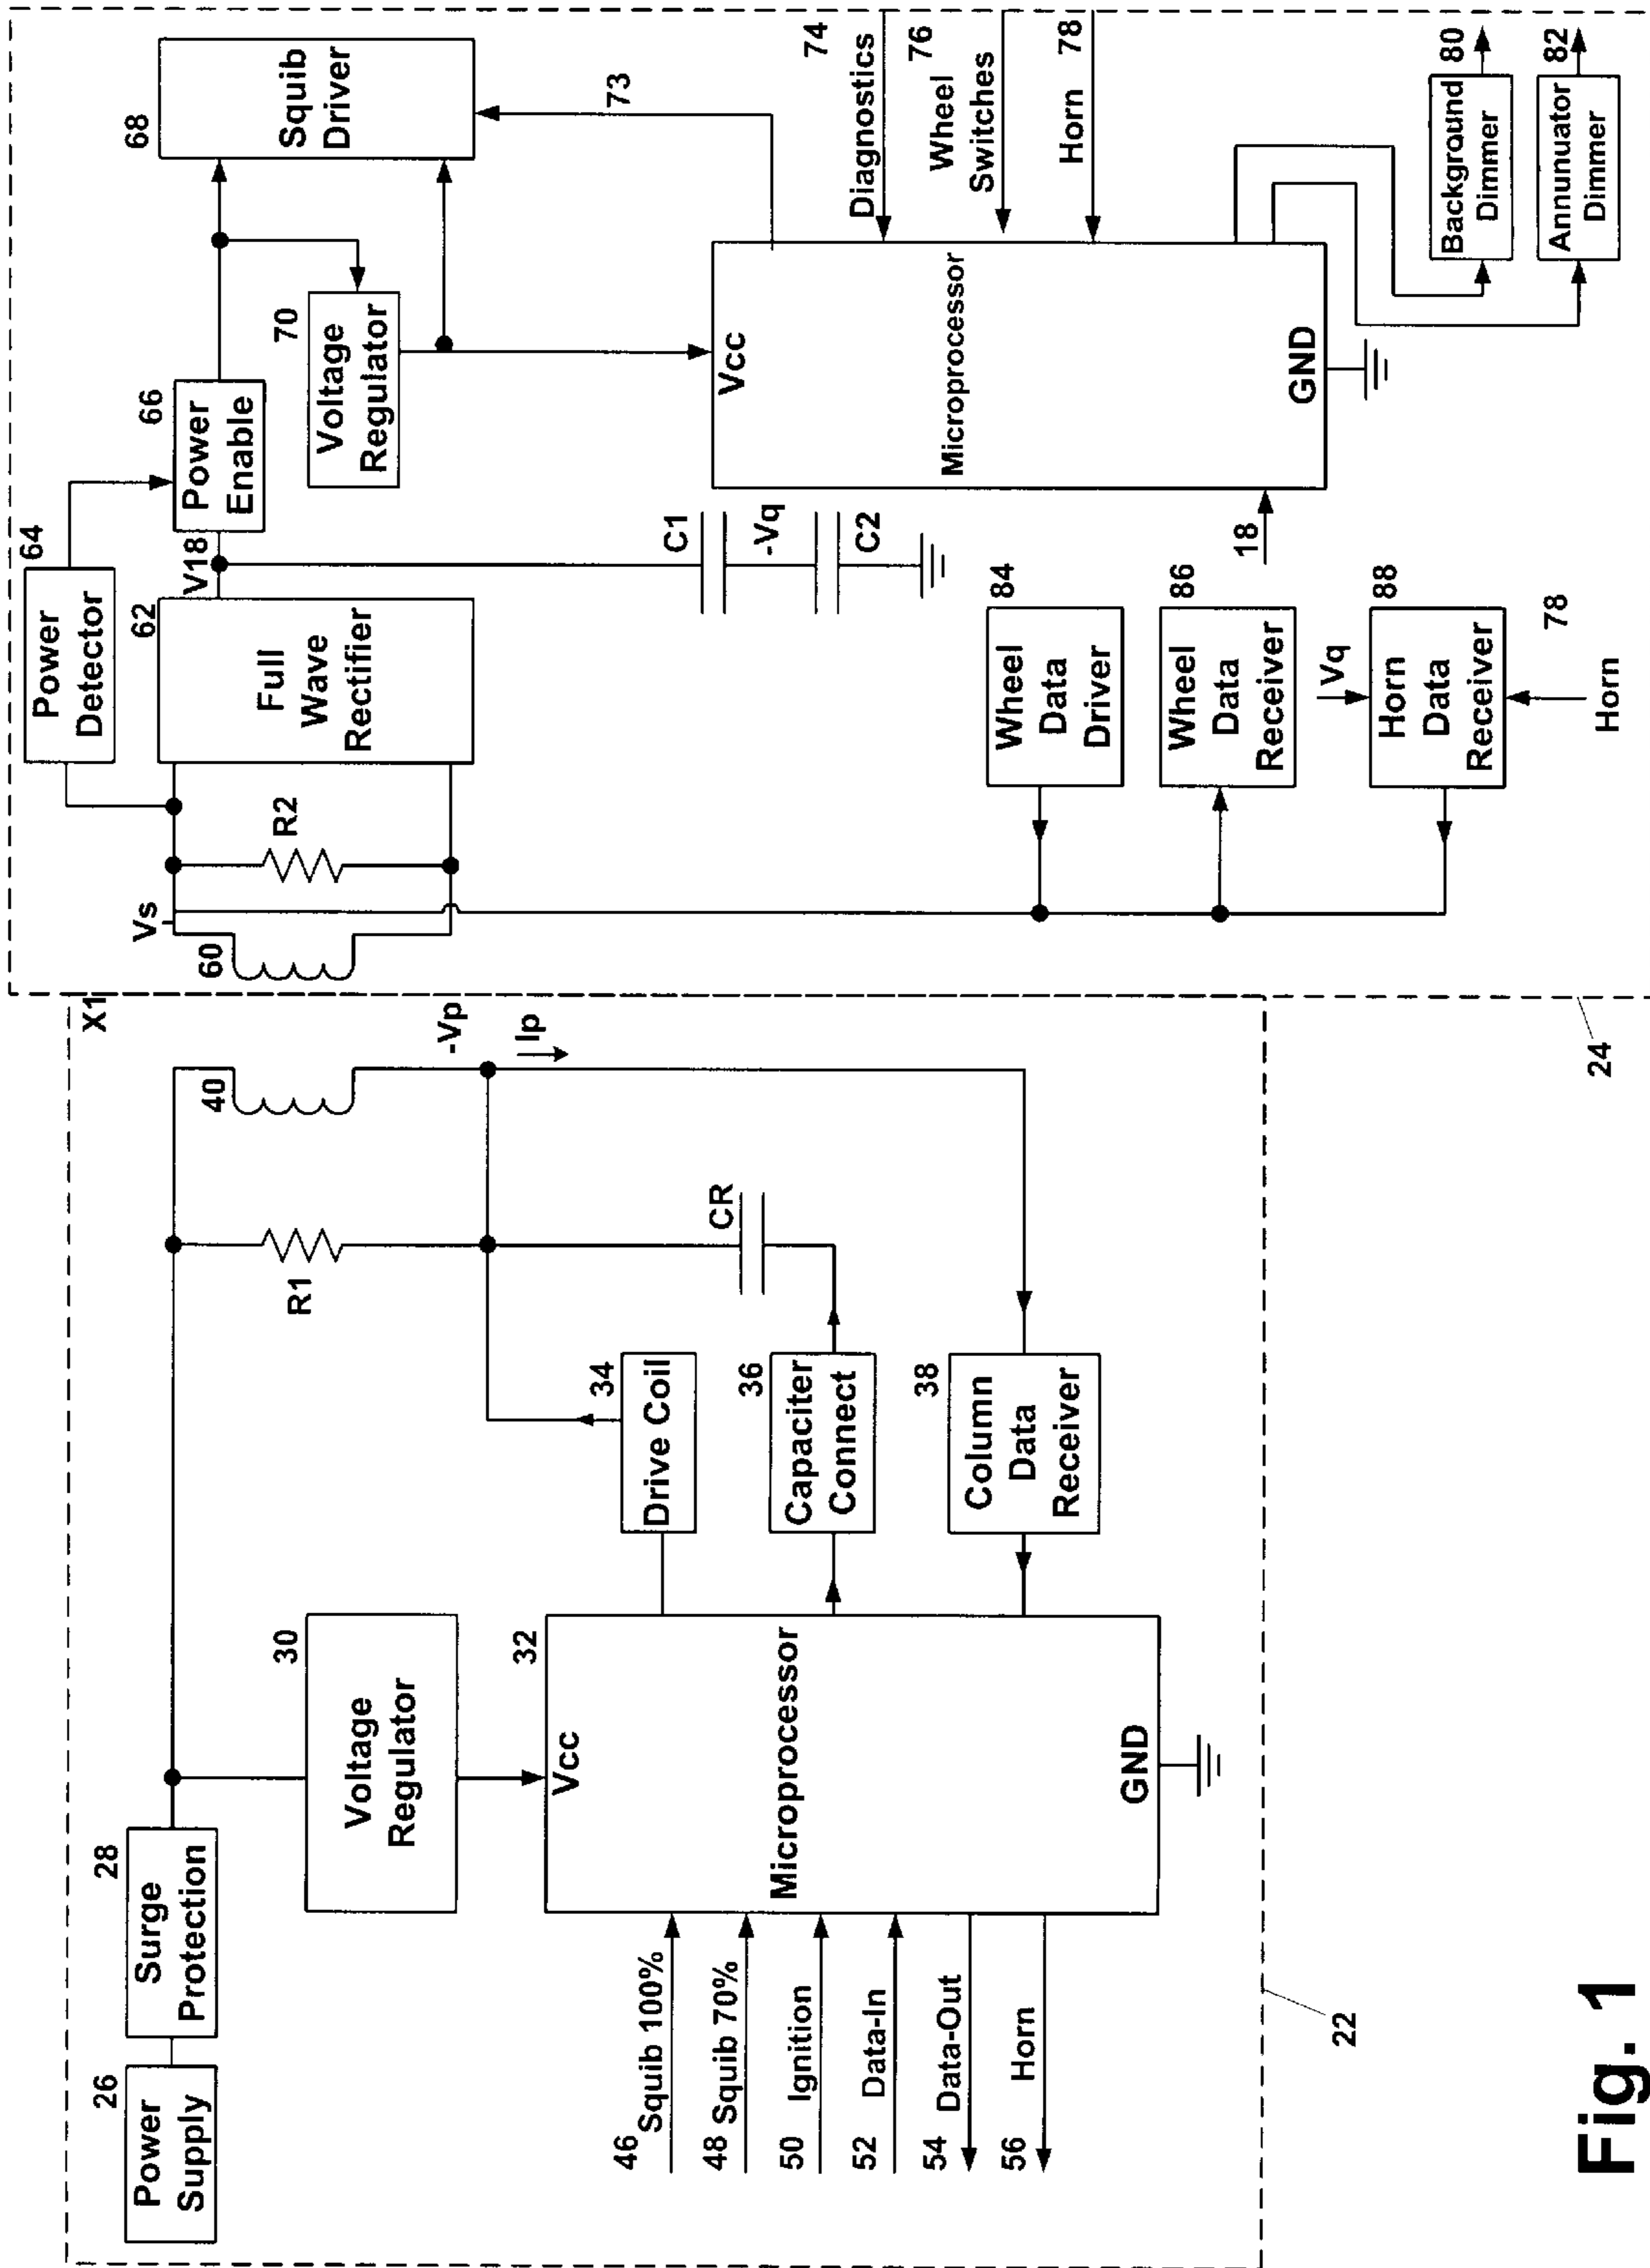 X1
26
Power
Supply
28
Surge
Protection
30
Voltage
Regulator
32
Vcc
Microprocessor
GND
46
Squib 100%
48
Squib 70%
50
Ignition
52
Data-In
54
Data-Out
56
Horn
34
Drive Coil
36
Capaciter
Connect
38
Column
Data
Receiver
R1
CR
40
-Vp
Ip
22
24
60
Vs
R2
64
Power
Detector
62
Full
Wave
Rectifier
V18
66
Power
Enable
68
Squib
Driver
70
Voltage
Regulator
73
C1
-Vq
C2
Vcc
Microprocessor
GND
18
74
Diagnostics
76
Wheel
Switches
78
Horn
80
Background
Dimmer
82
Annunuator
Dimmer
84
Wheel
Data
Driver
86
Wheel
Data
Receiver
Vq
88
Horn
Data
Receiver
78
Horn
Fig. 1